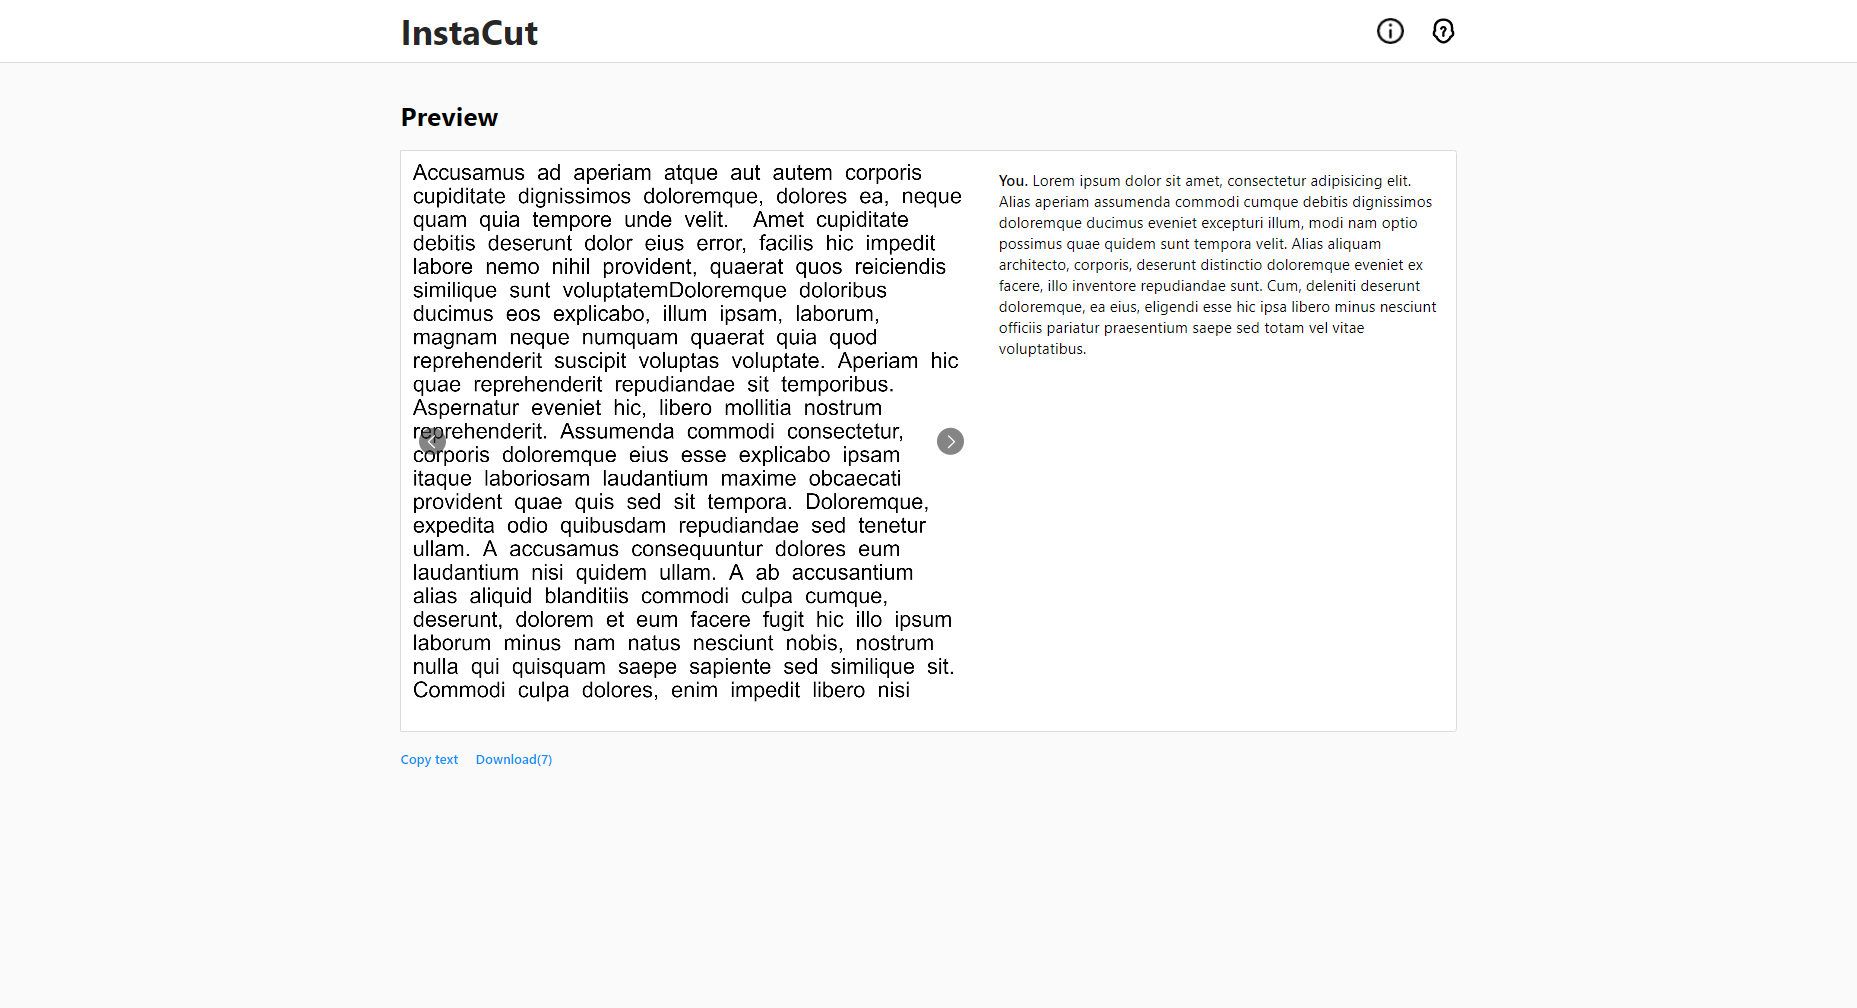 InstaCut
Preview
Accusamus ad aperiam atque aut autem corporis
cupiditate dignissimos doloremque, dolores ea, neque
quam quia tempore unde velit. Amet cupiditate
debitis deserunt dolor eius error, facilis hic impedit
labore nemo nihil provident, quaerat quos reiciendis
similique sunt voluptatemDoloremque doloribus
ducimus eos explicabo, illum ipsam, laborum,
magnam neque numquam quaerat quia quod
reprehenderit suscipit voluptas voluptate. Aperiam hic
quae reprehenderit repudiandae sit temporibus.
Aspernatur eveniet hic, libero mollitia nostrum
reprehenderit. Assumenda commodi consectetur,
corporis doloremque eius esse explicabo ipsam
itaque laboriosam laudantium maxime obcaecati
provident quae quis sed sit tempora. Doloremque,
expedita odio quibusdam repudiandae sed tenetur
ullam. A accusamus consequuntur dolores eum
laudantium nisi quidem ullam. A ab accusantium
alias aliquid blanditiis commodi culpa cumque,
deserunt, dolorem et eum facere fugit hic illo ipsum
laborum minus nam natus nesciunt nobis, nostrum
nulla qui quisquam saepe sapiente sed similique sit.
Commodi culpa dolores, enim impedit libero nisi
You. Lorem ipsum dolor sit amet, consectetur adipisicing elit.
Alias aperiam assumenda commodi cumque debitis dignissimos
doloremque ducimus eveniet excepturi illum, modi nam optio
possimus quae quidem sunt tempora velit. Alias aliquam
architecto, corporis, deserunt distinctio doloremque eveniet ex
facere, illo inventore repudiandae sunt. Cum, deleniti deserunt
doloremque, ea eius, eligendi esse hic ipsa libero minus nesciunt
officiis pariatur praesentium saepe sed totam vel vitae
voluptatibus.
Copy text Download(7)